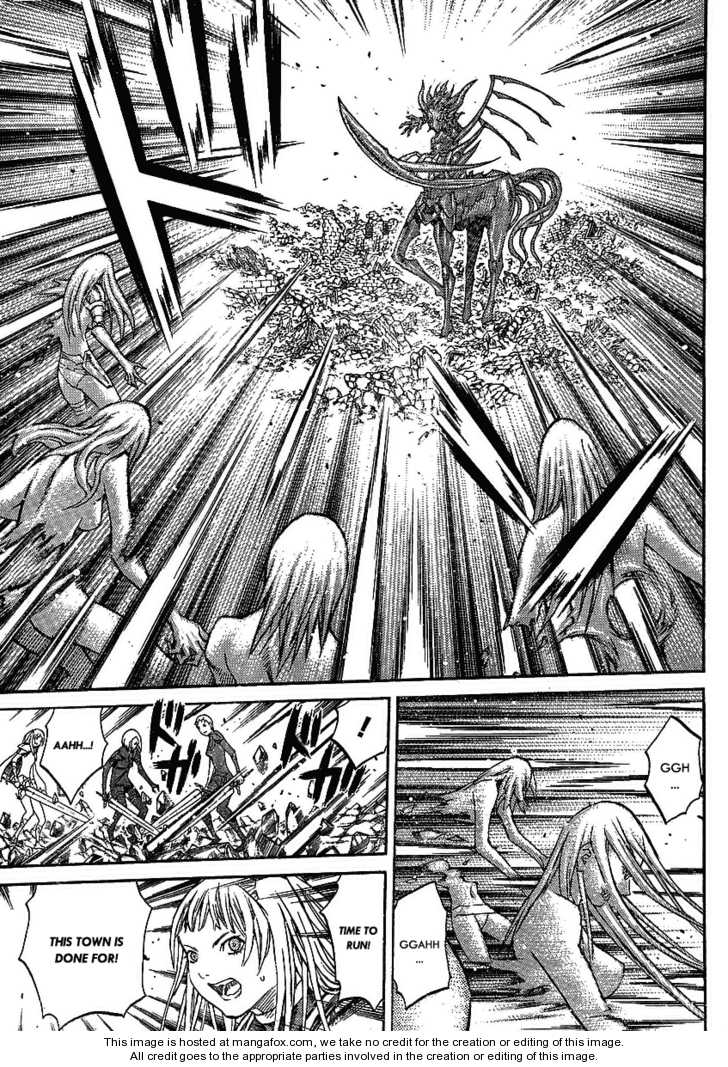 AAHH...!
ドガ
ドガ
!
GGH
...
GGAHH
...
TIME TO
RUN!
THIS TOWN IS
DONE FOR!
This image is hosted at mangafox.com, we take no credit for the creation or editing of this image.
All credit goes to the appropriate parties involved in the creation or editing of this image.